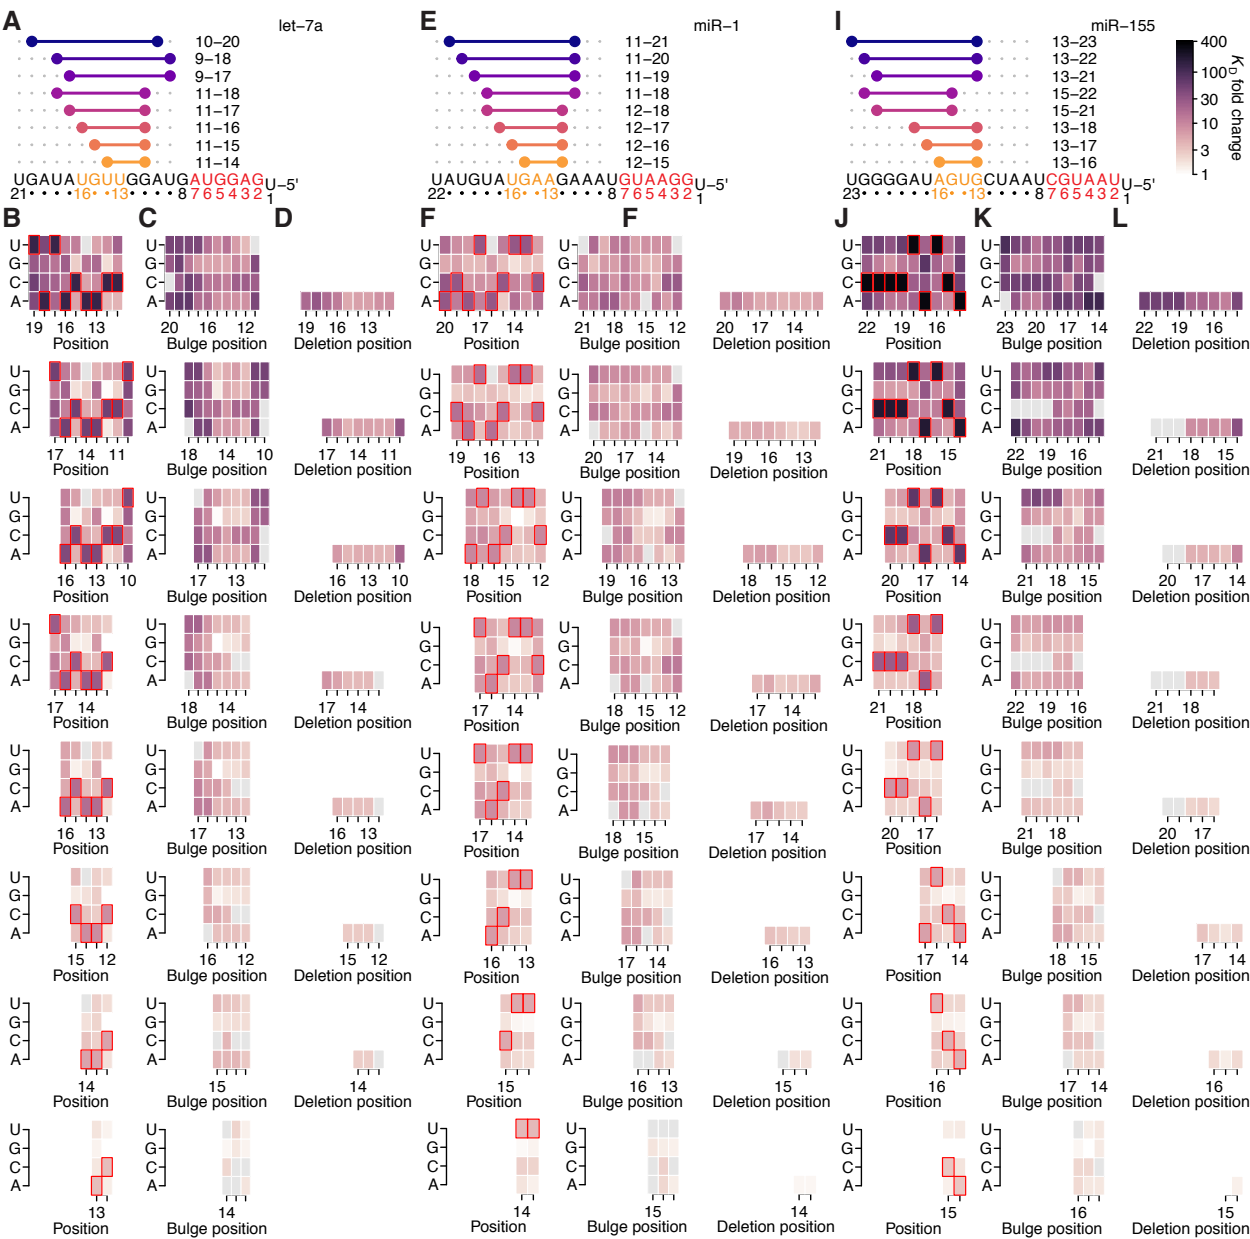 A
let-7a
10-20
9-18
9-17
11-18
11-17
11-16
11-15
11-14
UGAUAUGUUGGAUGAUGGAGU-5'
21 16 13 8 7 6 5 4 3 2 1
E
miR-1
11-21
11-20
11-19
11-18
12-18
12-17
12-16
12-15
UAUGUAUGAAGAAAUGUAAGGU-5'
22 16 13 8 7 6 5 4 3 2 1
I
miR-155
13-23
13-22
13-21
15-22
15-21
13-18
13-17
13-16
UGGGGAUAGUGCUAAUCGUAAUU-5'
23 16 13 8 7 6 5 4 3 2 1
400
100
30
10
3
1
KD fold change
B C D F F J K L
U U U U U U
G G G G G G
C C C C C C
A A A A A A
19 16 13 20 16 12 19 16 13 20 17 14 21 18 15 12 20 17 14 22 19 16 23 20 17 14 22 19 16
Position Bulge position Deletion position Position Bulge position Deletion position Position Bulge position Deletion position
U U U U U U
G G G G G G
C C C C C C
A A A A A A
17 14 11 18 14 10 17 14 11 19 16 13 20 17 14 19 16 13 21 18 15 22 19 16 21 18 15
Position Bulge position Deletion position Position Bulge position Deletion position Position Bulge position Deletion position
U U U U U U
G G G G G G
C C C C C C
A A A A A A
16 13 10 17 13 16 13 10 18 15 12 19 16 13 18 15 12 20 17 14 21 18 15 20 17 14
Position Bulge position Deletion position Position Bulge position Deletion position Position Bulge position Deletion position
U U U U U U
G G G G G G
C C C C C C
A A A A A A
17 14 18 14 17 14 17 14 18 15 12 17 14 21 18 22 19 16 21 18
Position Bulge position Deletion position Position Bulge position Deletion position Position Bulge position Deletion position
U U U U U U
G G G G G G
C C C C C C
A A A A A A
16 13 17 13 16 13 17 14 18 15 17 14 20 17 21 18 20 17
Position Bulge position Deletion position Position Bulge position Deletion position Position Bulge position Deletion position
U U U U U U
G G G G G G
C C C C C C
A A A A A A
15 12 16 12 15 12 16 13 17 14 16 13 17 14 18 15 17 14
Position Bulge position Deletion position Position Bulge position Deletion position Position Bulge position Deletion position
U U U U U U
G G G G G G
C C C C C C
A A A A A A
14 15 14 15 16 13 15 16 17 14 16
Position Bulge position Deletion position Position Bulge position Deletion position Position Bulge position Deletion position
U U U U U U
G G G G G G
C C C C C C
A A A A A A
13 14 14 15 14 15 16 15
Position Bulge position Position Bulge position Deletion position Position Bulge position Deletion position